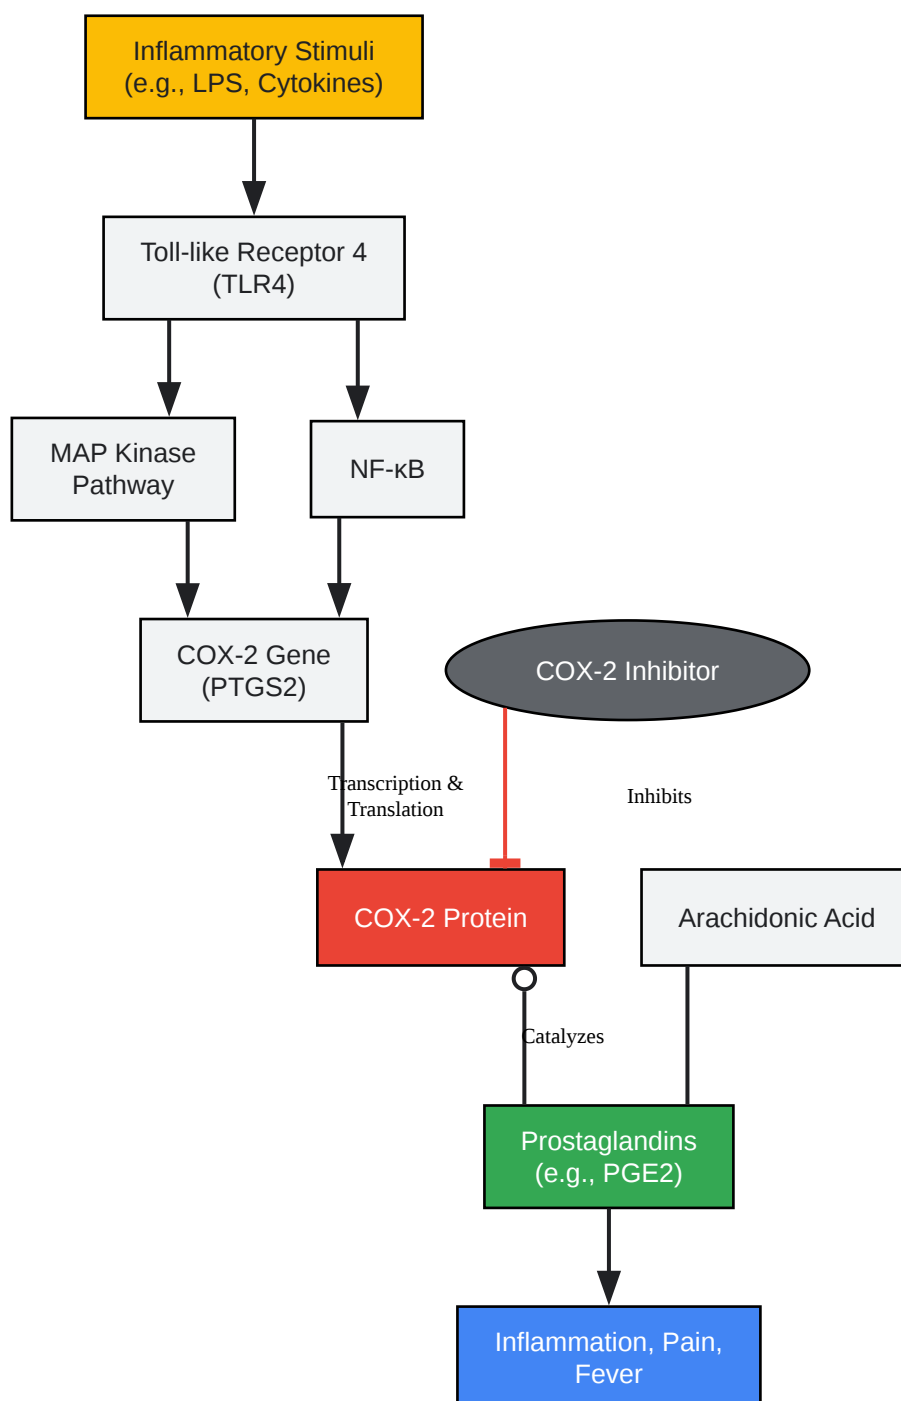 Inflammatory Stimuli
(e.g., LPS, Cytokines)
Toll-like Receptor 4
(TLR4)
MAP Kinase
Pathway
NF-κB
COX-2 Gene
(PTGS2)
COX-2 Inhibitor
Transcription &
Translation
Inhibits
COX-2 Protein
Arachidonic Acid
Catalyzes
Prostaglandins
(e.g., PGE2)
Inflammation, Pain,
Fever